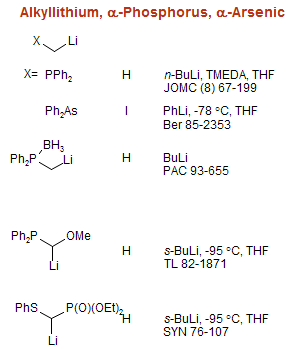 Alkyllithium, α-Phosphorus, α-Arsenic
X Li
X= PPh₂ H n-BuLi, TMEDA, THF
JOMC (8) 67-199
Ph₂As I PhLi, -78 °C, THF
Ber 85-2353
BH₃
Ph₂P Li H BuLi
PAC 93-655
Ph₂P OMe
H s-BuLi, -95 °C, THF
Li TL 82-1871
PhS P(O)(OEt)₂
H s-BuLi, -95 °C, THF
SYN 76-107
Li